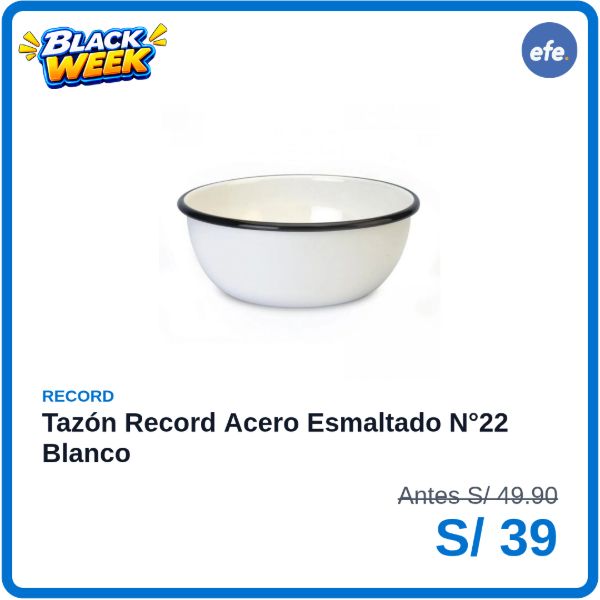 BLACK
WEEK
efe.
RECORD
Tazón Record Acero Esmaltado N°22
Blanco
Antes S/ 49.90
S/ 39